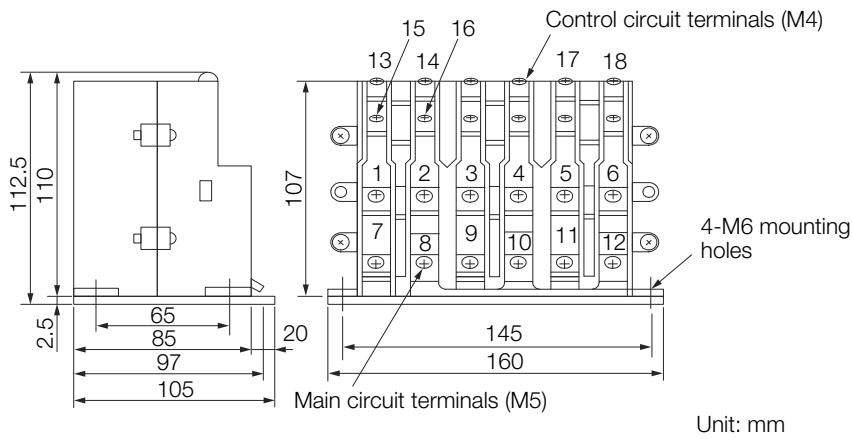 Control circuit terminals (M4)
15 16
13 14 17 18
112.5
110
107
1 2 3 4 5 6
7 8 9 10 11 12
4-M6 mounting
holes
2.5
65
85 20
97
105
145
160
Main circuit terminals (M5)
Unit: mm